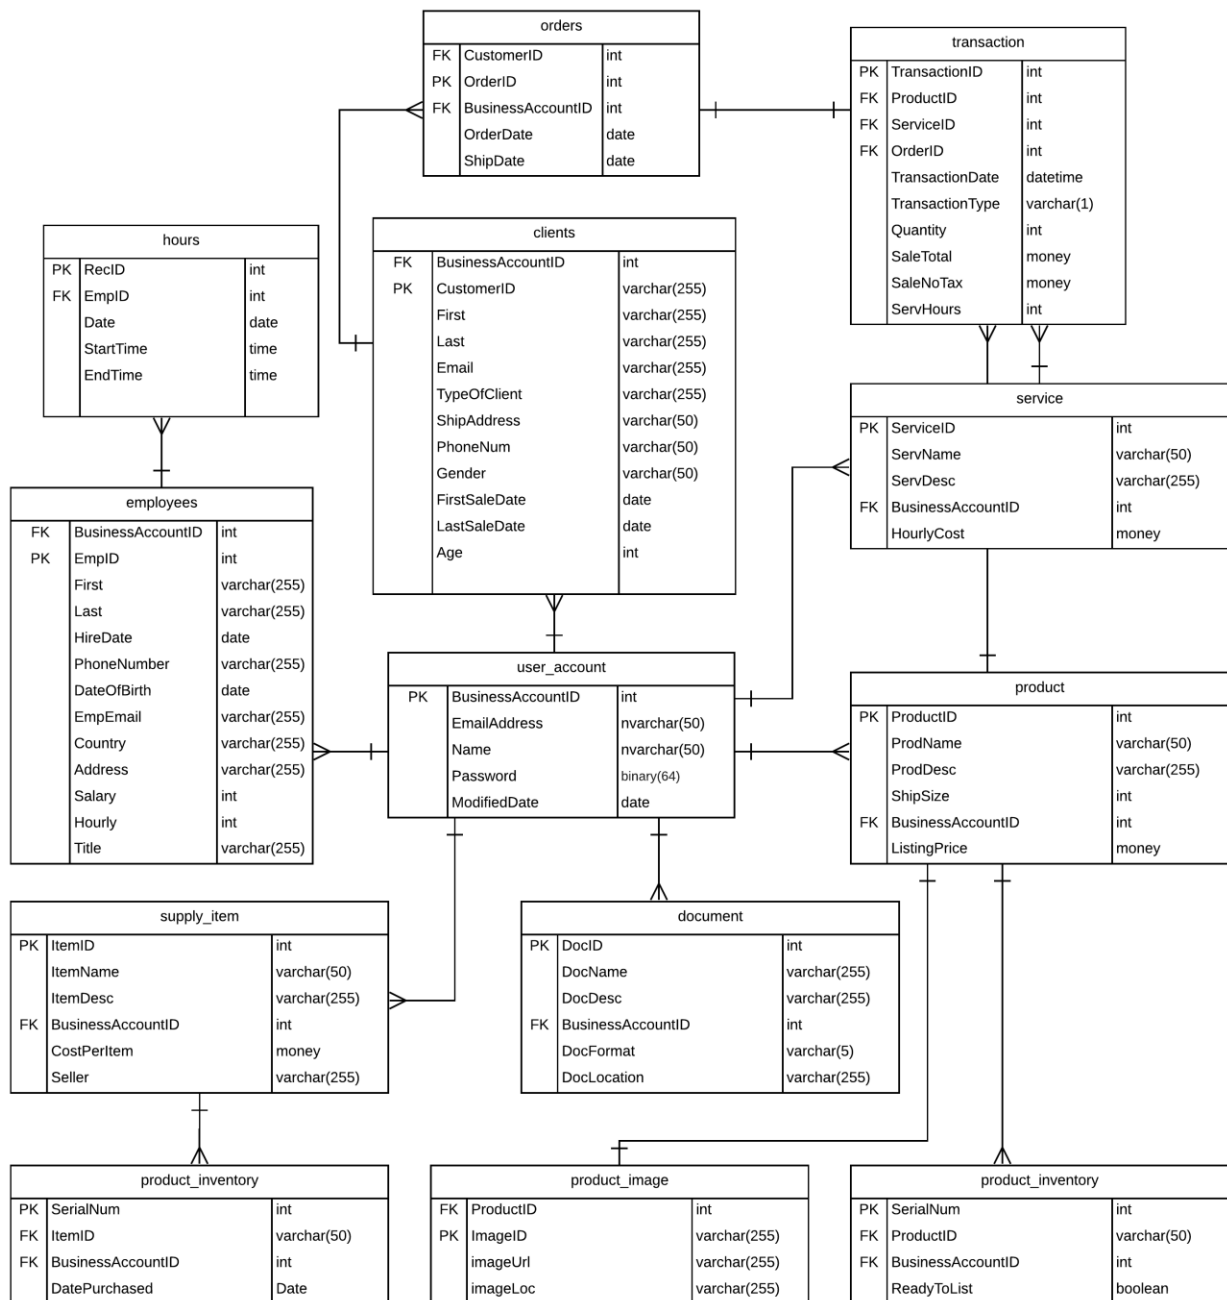 orders
FK CustomerID int
PK OrderID int
FK BusinessAccountID int
OrderDate date
ShipDate date
transaction
PK TransactionID int
FK ProductID int
FK ServiceID int
FK OrderID int
TransactionDate datetime
TransactionType varchar(1)
Quantity int
SaleTotal money
SaleNoTax money
ServHours int
hours
PK RecID int
FK EmpID int
Date date
StartTime time
EndTime time
clients
FK BusinessAccountID int
PK CustomerID varchar(255)
First varchar(255)
Last varchar(255)
Email varchar(255)
TypeOfClient varchar(255)
ShipAddress varchar(50)
PhoneNum varchar(50)
Gender varchar(50)
FirstSaleDate date
LastSaleDate date
Age int
service
PK ServiceID int
ServName varchar(50)
ServDesc varchar(255)
FK BusinessAccountID int
HourlyCost money
employees
FK BusinessAccountID int
PK EmpID int
First varchar(255)
Last varchar(255)
HireDate date
PhoneNumber varchar(255)
DateOfBirth date
EmpEmail varchar(255)
Country varchar(255)
Address varchar(255)
Salary int
Hourly int
Title varchar(255)
user_account
PK BusinessAccountID int
EmailAddress nvarchar(50)
Name nvarchar(50)
Password binary(64)
ModifiedDate date
product
PK ProductID int
ProdName varchar(50)
ProdDesc varchar(255)
ShipSize int
FK BusinessAccountID int
ListingPrice money
supply_item
PK ItemID int
ItemName varchar(50)
ItemDesc varchar(255)
FK BusinessAccountID int
CostPerItem money
Seller varchar(255)
document
PK DocID int
DocName varchar(255)
DocDesc varchar(255)
FK BusinessAccountID int
DocFormat varchar(5)
DocLocation varchar(255)
product_inventory
PK SerialNum int
FK ItemID varchar(50)
FK BusinessAccountID int
DatePurchased Date
product_image
FK ProductID int
PK ImageID varchar(255)
imageUrl varchar(255)
imageLoc varchar(255)
product_inventory
PK SerialNum int
FK ProductID varchar(50)
FK BusinessAccountID int
ReadyToList boolean